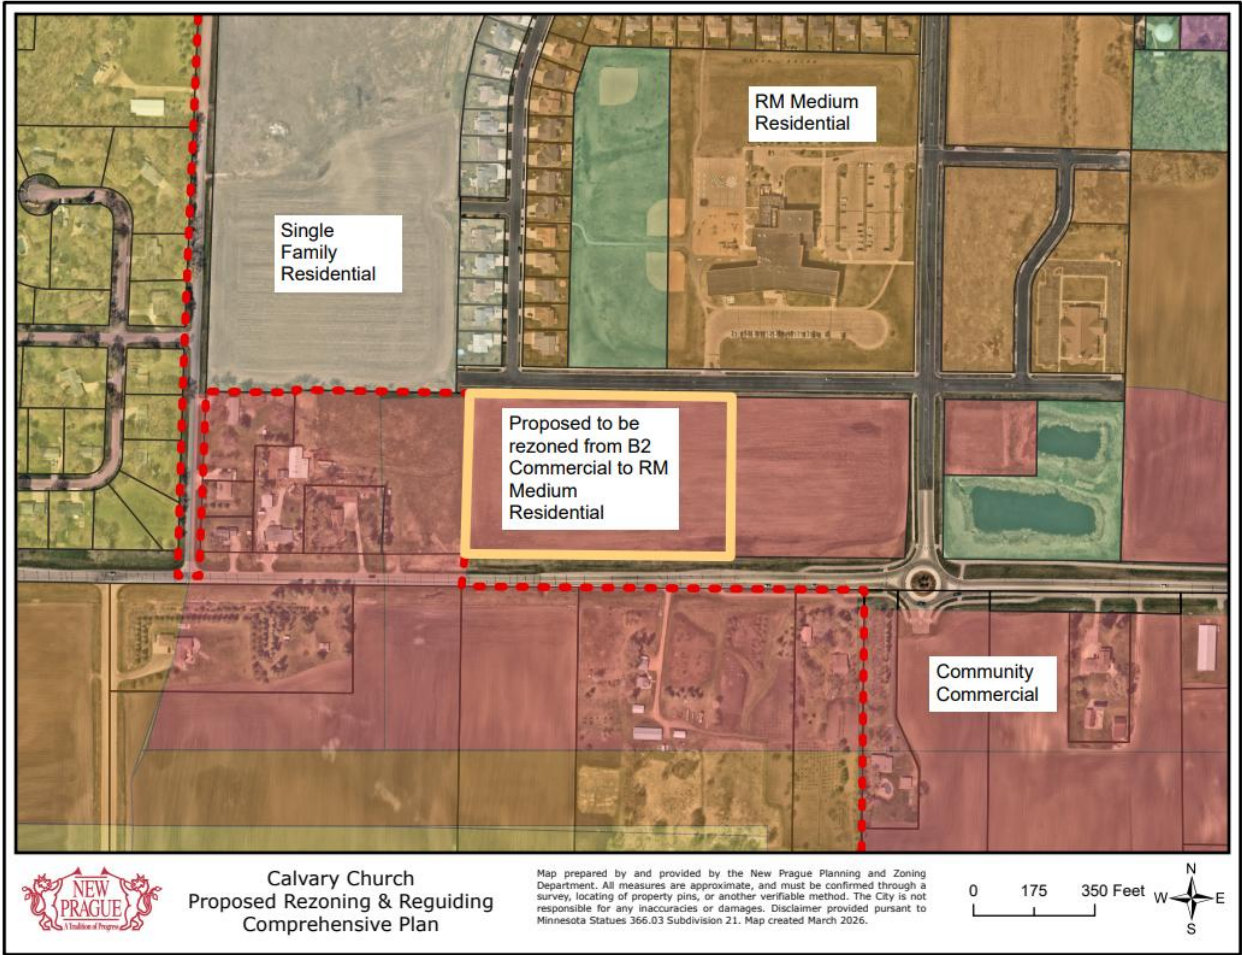 RM Medium
Residential
Single
Family
Residential
Proposed to be
rezoned from B2
Commercial to RM
Medium
Residential
Community
Commercial
NEW
PRAGUE
A Tradition of Progress
Calvary Church
Proposed Rezoning & Reguiding
Comprehensive Plan
Map prepared by and provided by the New Prague Planning and Zoning
Department. All measures are approximate, and must be confirmed through a
survey, locating of property pins, or another verifiable method. The City is not
responsible for any inaccuracies or damages. Disclaimer provided pursuant to
Minnesota Statues 366.03 Subdivision 21. Map created March 2026.
0 175 350 Feet
N
W E
S